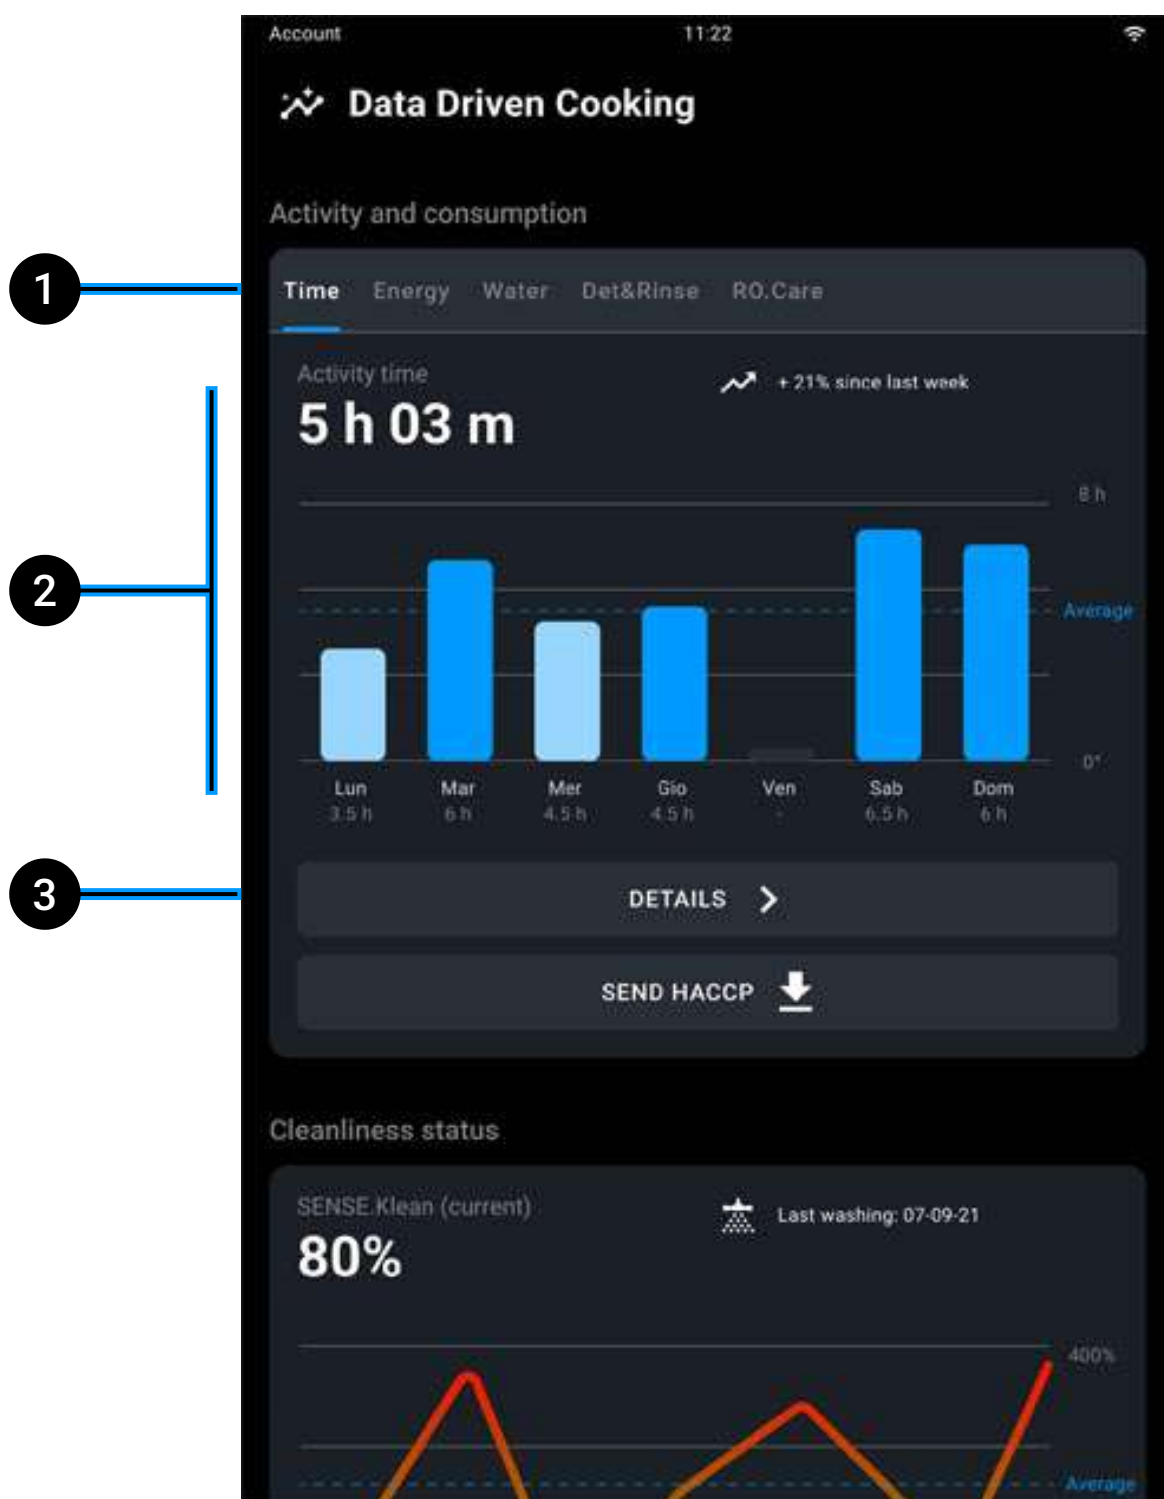 Account 11:22
Data Driven Cooking
Activity and consumption
1
Time Energy Water Det&Rinse RO.Care
Activity time
+ 21% since last week
5 h 03 m
8 h
2
Average
0°
Lun Mar Mer Gio Ven Sab Dom
3.5 h 6 h 4.5 h 4.5 h - 6.5 h 6 h
3
DETAILS
SEND HACCP
Cleanliness status
SENSE.Klean (current)
Last washing: 07-09-21
80%
400%
Average